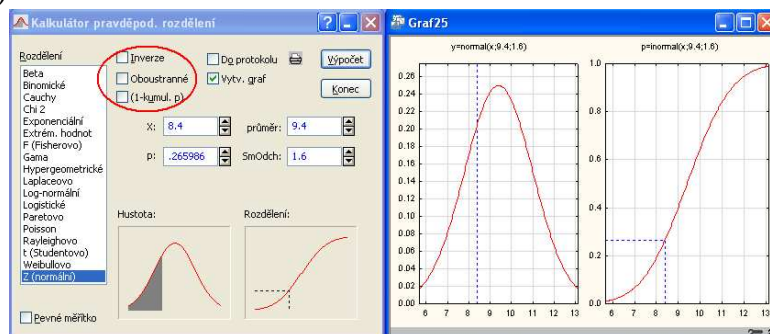 Kalkulátor pravděpod. rozdělení
Rozdělení
Beta
Binomické
Cauchy
Chi 2
Exponenciální
Extrém. hodnot
F (Fisherovo)
Gama
Hypergeometrické
Laplaceovo
Log-normální
Logistické
Paretovo
Poisson
Rayleighovo
t (Studentovo)
Weibullovo
Z (normální)
Pevné měřítko
Inverze
Oboustranné
(1-kumul. p)
Do protokolu
Vytv. graf
Výpočet
Konec
X: 8.4 průměr: 9.4
p: .265986 SmOdch: 1.6
Hustota: Rozdělení:
Graf25
y=normal(x;9.4;1.6)
0.26
0.24
0.22
0.20
0.18
0.16
0.14
0.12
0.10
0.08
0.06
0.04
0.02
0.00
6 7 8 9 10 11 12 13
p=inormal(x;9.4;1.6)
1.0
0.8
0.6
0.4
0.2
0.0
6 7 8 9 10 11 12 13